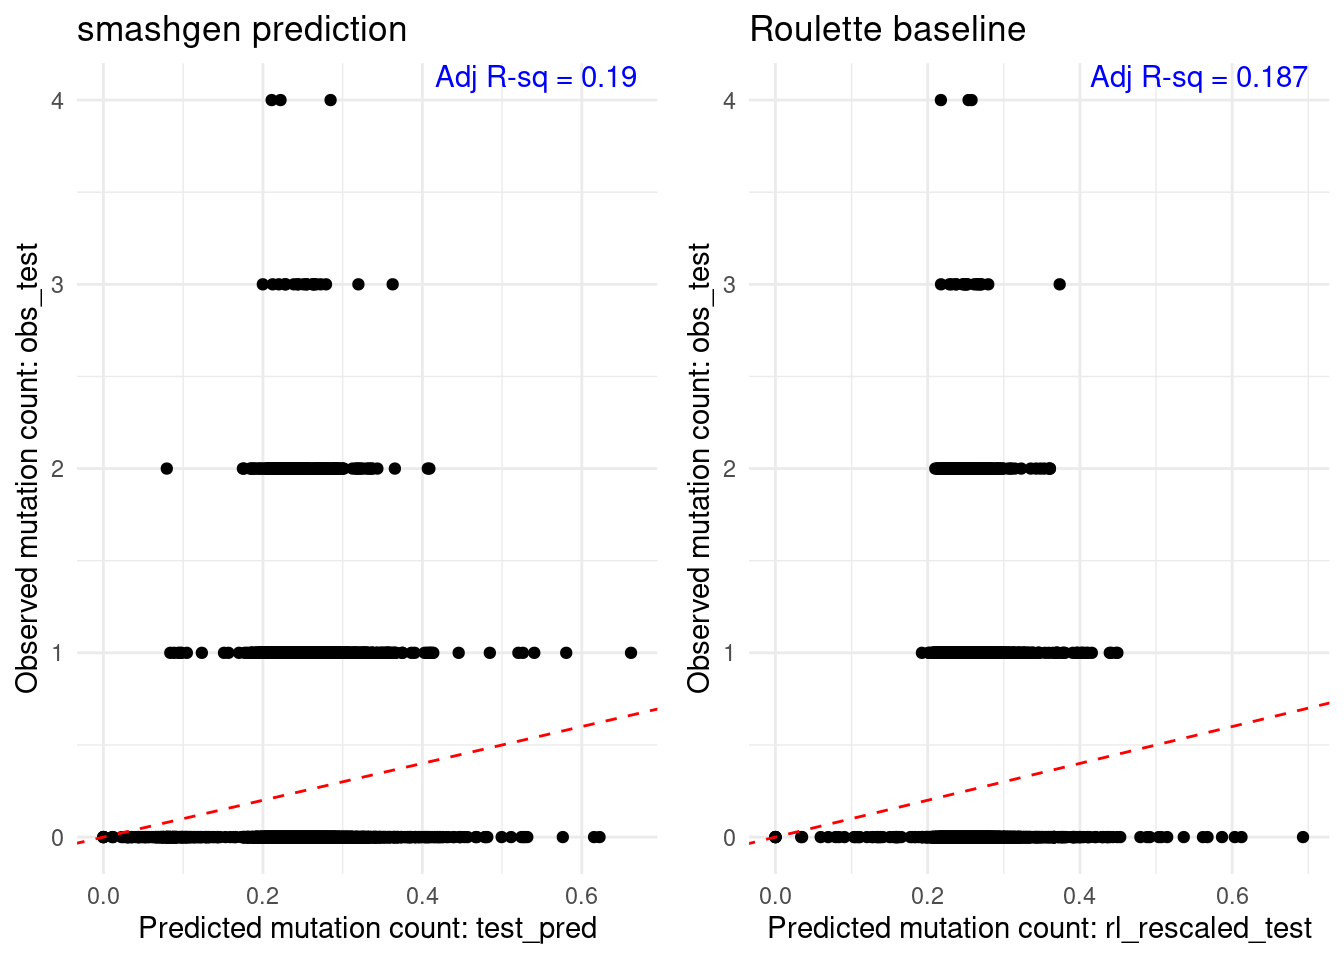 smashgen prediction
Adj R-sq = 0.19
4
3
2
1
0
0.0 0.2 0.4 0.6
Observed mutation count: obs_test
Predicted mutation count: test_pred
Roulette baseline
Adj R-sq = 0.187
4
3
2
1
0
0.0 0.2 0.4 0.6
Observed mutation count: obs_test
Predicted mutation count: rl_rescaled_test